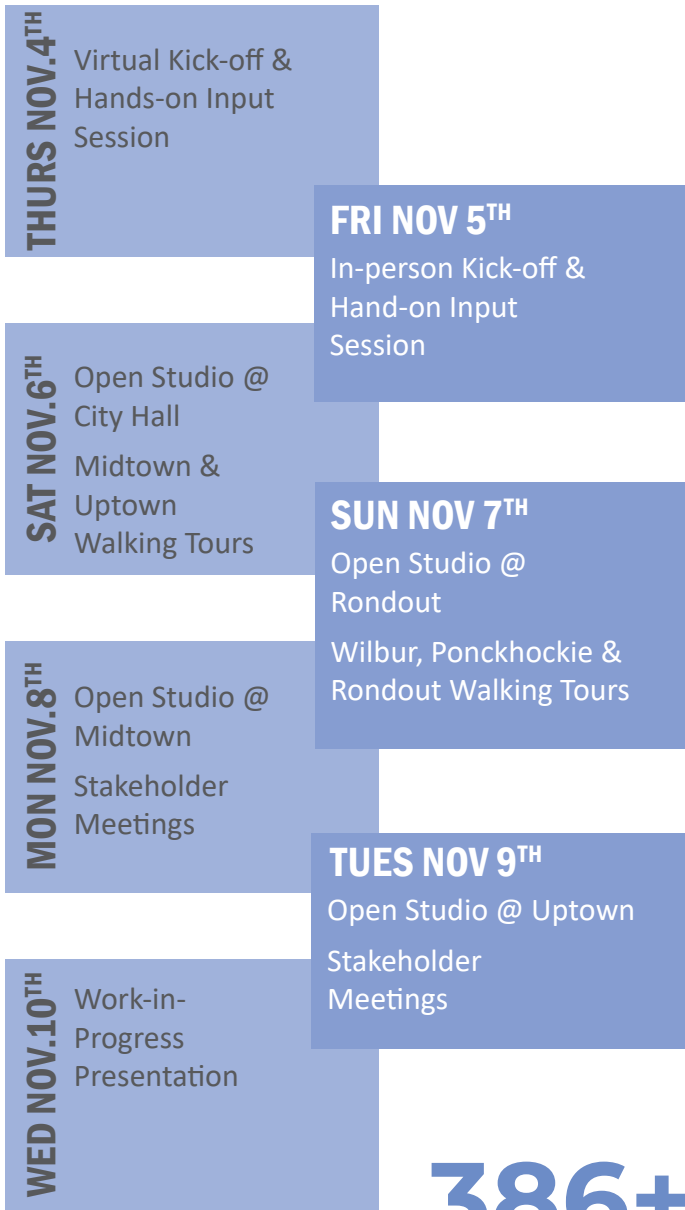 THURS NOV.4TH
Virtual Kick-off &
Hands-on Input
Session
FRI NOV 5TH
In-person Kick-off &
Hand-on Input
Session
SAT NOV.6TH
Open Studio @
City Hall
Midtown &
Uptown
Walking Tours
SUN NOV 7TH
Open Studio @
Rondout
Wilbur, Ponckhockie &
Rondout Walking Tours
MON NOV.8TH
Open Studio @
Midtown
Stakeholder
Meetings
TUES NOV 9TH
Open Studio @ Uptown
Stakeholder
Meetings
WED NOV.10TH
Work-in-
Progress
Presentation
386+